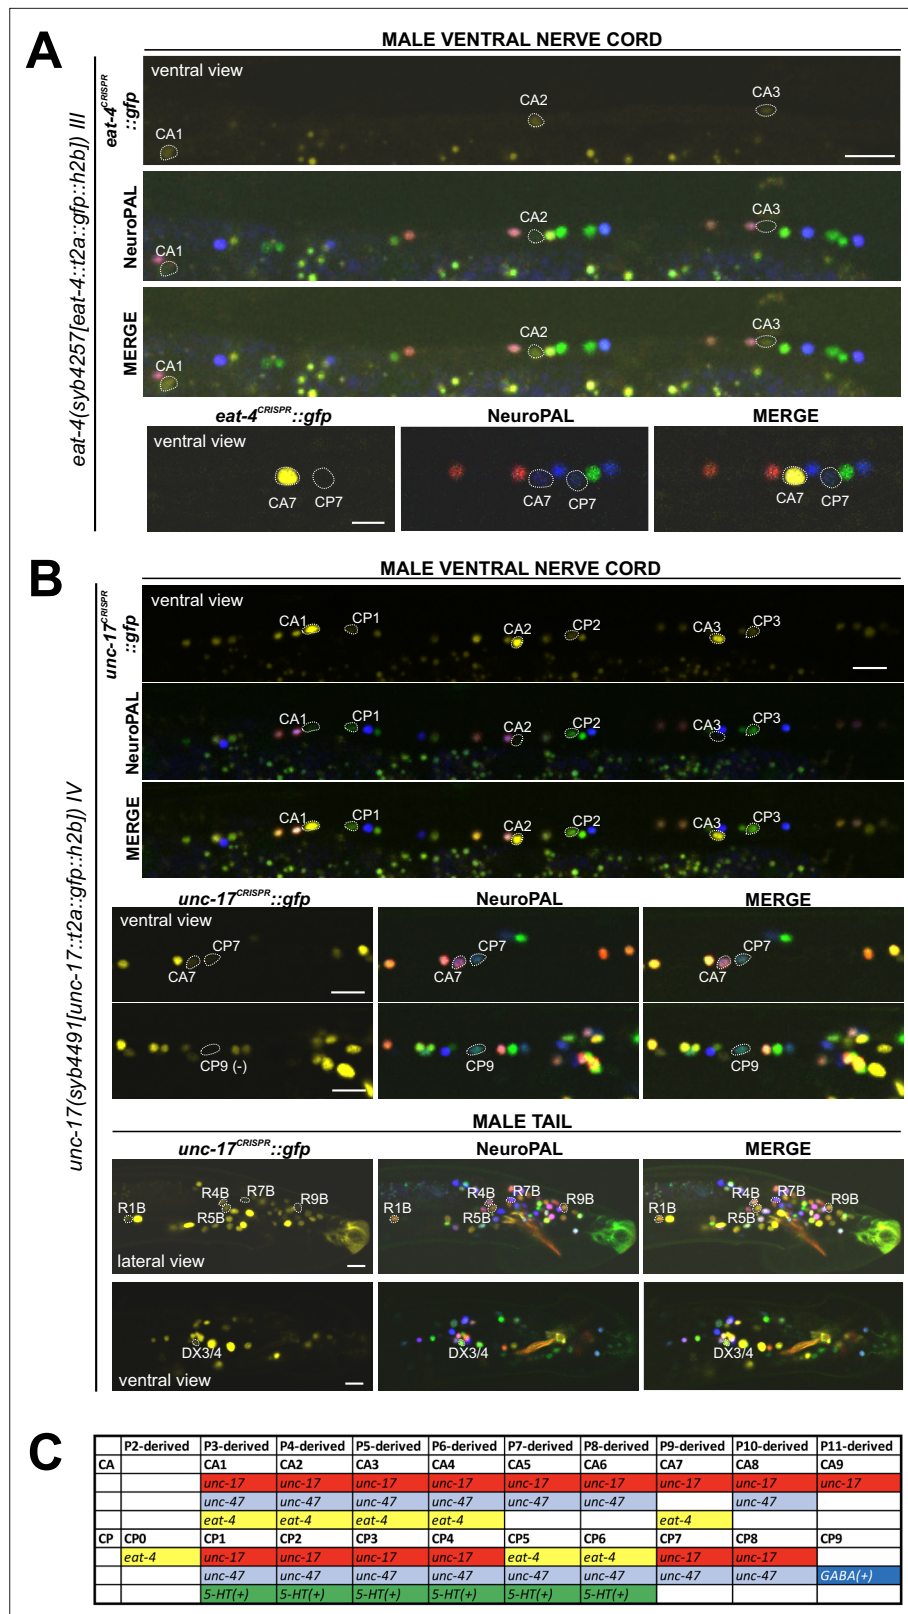 A
MALE VENTRAL NERVE CORD
eat-4(syb4257[eat-4::t2a::gfp::h2b]) III
eat-4CRISPR
::gfp
ventral view
CA1
CA2
CA3
NeuroPAL
CA1
CA2
CA3
MERGE
CA1
CA2
CA3
eat-4CRISPR::gfp
NeuroPAL
MERGE
ventral view
CA7
CP7
CA7
CP7
CA7
CP7
B
MALE VENTRAL NERVE CORD
unc-17(syb4491[unc-17::t2a::gfp::h2b]) IV
unc-17CRISPR
::gfp
ventral view
CA1
CP1
CA2
CP2
CA3
CP3
NeuroPAL
CA1
CP1
CA2
CP2
CA3
CP3
MERGE
CA1
CP1
CA2
CP2
CA3
CP3
unc-17CRISPR::gfp
NeuroPAL
MERGE
ventral view
CP7
CA7
CP7
CA7
CP7
CA7
CP9 (-)
CP9
CP9
MALE TAIL
unc-17CRISPR::gfp
NeuroPAL
MERGE
R1B
R4B
R7B
R5B
R9B
lateral view
R1B
R4B
R7B
R5B
R9B
R1B
R4B
R7B
R5B
R9B
DX3/4
ventral view
DX3/4
DX3/4
C
P2-derived P3-derived P4-derived P5-derived P6-derived P7-derived P8-derived P9-derived P10-derived P11-derived
CA CA1 CA2 CA3 CA4 CA5 CA6 CA7 CA8 CA9
unc-17 unc-17 unc-17 unc-17 unc-17 unc-17 unc-17 unc-17 unc-17
unc-47 unc-47 unc-47 unc-47 unc-47 unc-47 unc-47
eat-4 eat-4 eat-4 eat-4 eat-4
CP CP0 CP1 CP2 CP3 CP4 CP5 CP6 CP7 CP8 CP9
eat-4 unc-17 unc-17 unc-17 unc-17 eat-4 eat-4 unc-17 unc-17
unc-47 unc-47 unc-47 unc-47 unc-47 unc-47 unc-47 unc-47 GABA(+)
5-HT(+) 5-HT(+) 5-HT(+) 5-HT(+) 5-HT(+) 5-HT(+)